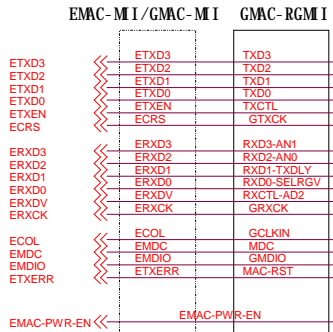 EMAC-MII/GMAC-MII GMAC-RGMII
ETXD3 ETXD3 TXD3
ETXD2 ETXD2 TXD2
ETXD1 ETXD1 TXD1
ETXD0 ETXD0 TXD0
ETXEN ETXEN TXCTL
ECRS ECRS GTXCK
ERXD3 ERXD3 RXD3-AN1
ERXD2 ERXD2 RXD2-AN0
ERXD1 ERXD1 RXD1-TXDLY
ERXD0 ERXD0 RXD0-SELRGV
ERXDV ERXDV RXCTL-AD2
ERXCK ERXCK GRXCK
ECOL ECOL GCLKIN
EMDC EMDC MDC
EMDIO EMDIO GMDIO
ETXERR ETXERR MAC-RST
EMAC-PWR-EN EMAC-PWR-EN